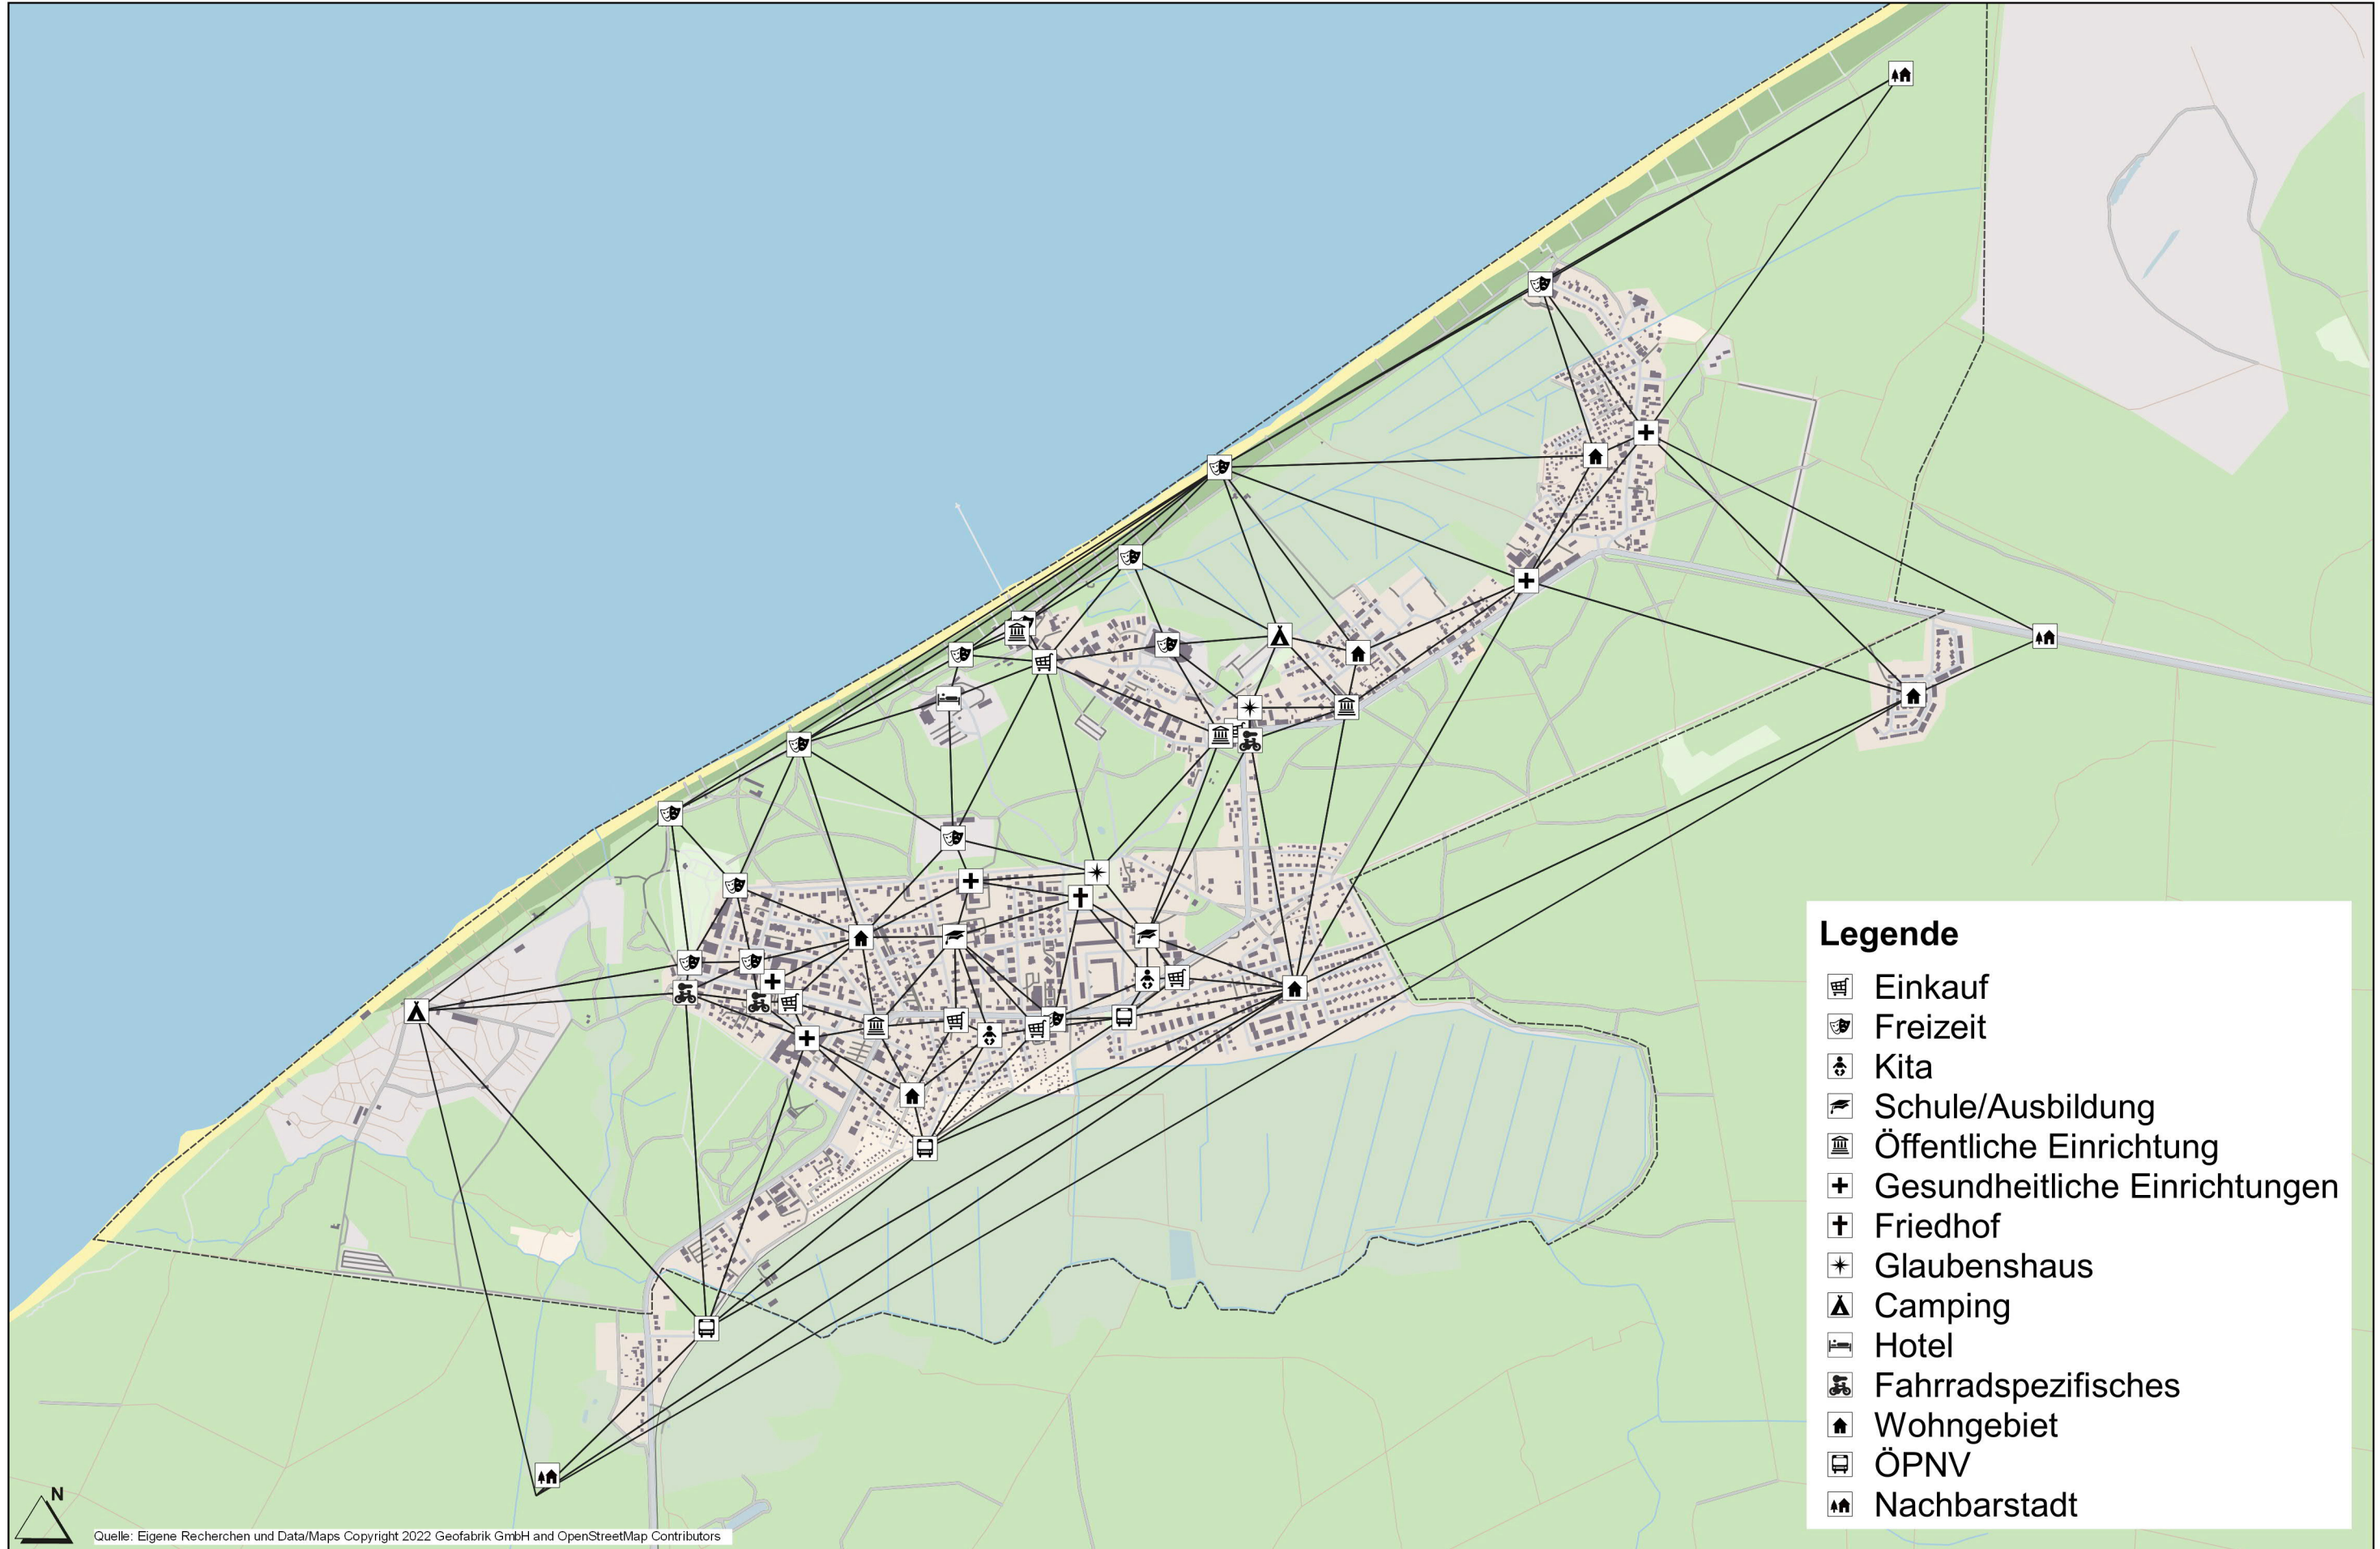 Legende
Einkauf
Freizeit
Kita
Schule/Ausbildung
Öffentliche Einrichtung
Gesundheitliche Einrichtungen
Friedhof
Glaubenshaus
Camping
Hotel
Fahrradspezifisches
Wohngebiet
ÖPNV
Nachbarstadt
N
Quelle: Eigene Recherchen und Data/Maps Copyright 2022 Geofabrik GmbH and OpenStreetMap Contributors